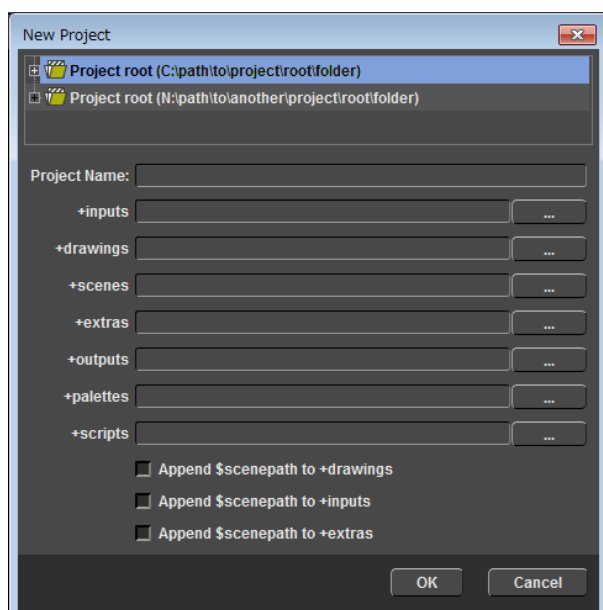 New Project
Project root (C:\path\to\project\root\folder)
Project root (N:\path\to\another\project\root\folder)
Project Name:
+inputs ...
+drawings ...
+scenes ...
+extras ...
+outputs ...
+palettes ...
+scripts ...
Append $scenepath to +drawings
Append $scenepath to +inputs
Append $scenepath to +extras
OK Cancel